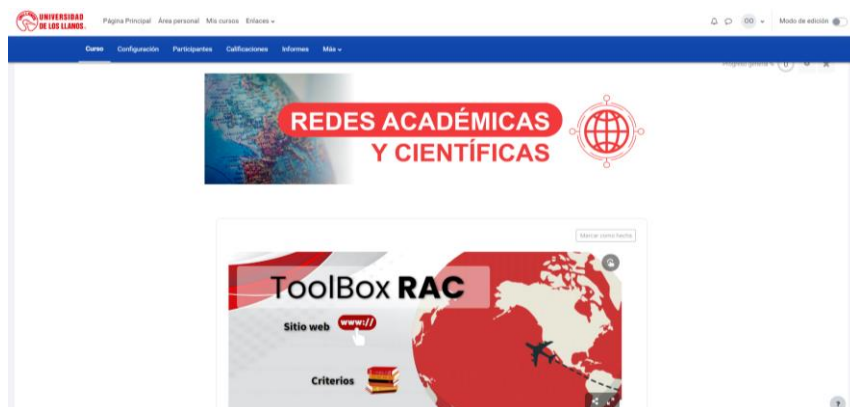 UNIVERSIDAD
DE LOS LLANOS.
Página Principal Área personal Mis cursos Enlaces
OO
Modo de edición
Curso Configuración Participantes Calificaciones Informes Más
REDES ACADÉMICAS
Y CIENTÍFICAS
Marcar como hecha
ToolBox RAC
Sitio web
www://
Criterios
?